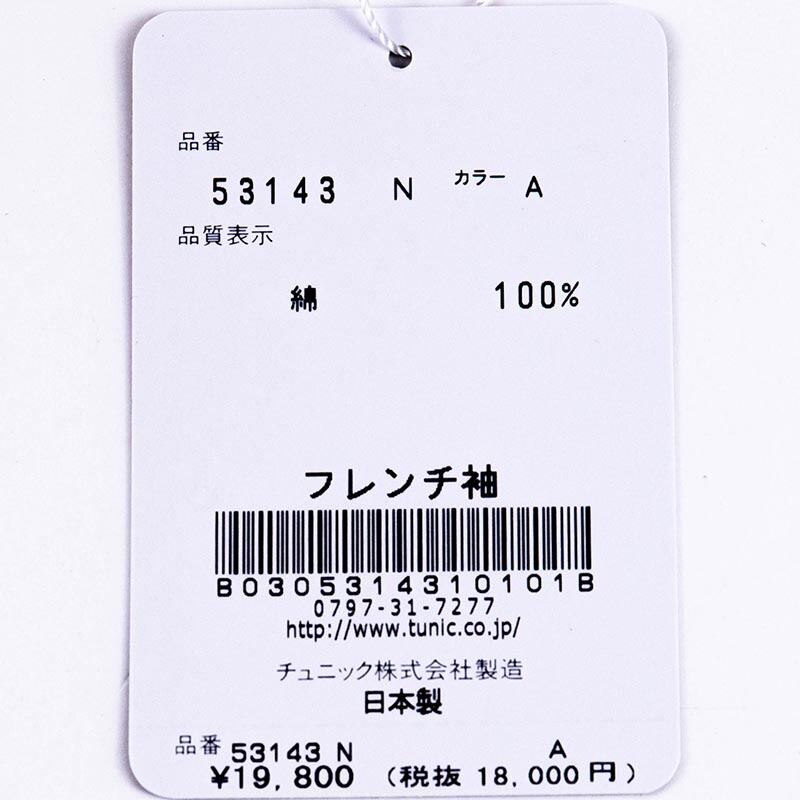 品番
53143 N カラー A
品質表示
綿 100%
フレンチ袖
B0305314310101B
0797-31-7277
http://www.tunic.co.jp/
チュニック株式会社製造
日本製
品番 53143 N A
¥19,800 (税抜 18,000円)